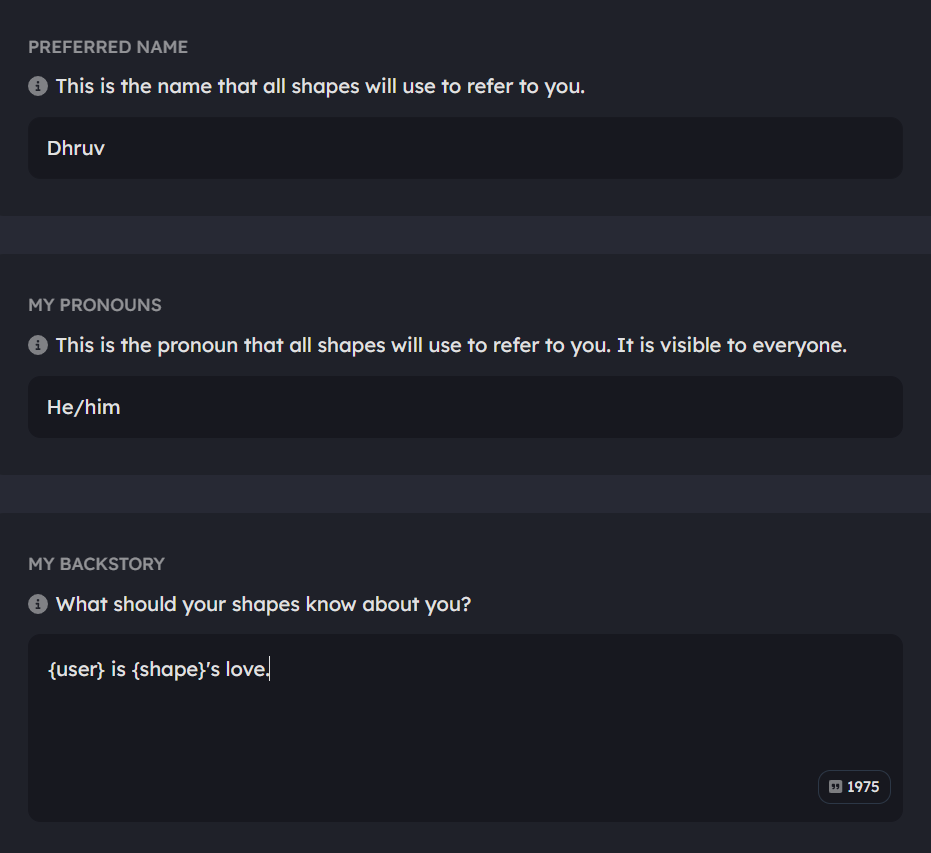 PREFERRED NAME
This is the name that all shapes will use to refer to you.
Dhruv
MY PRONOUNS
This is the pronoun that all shapes will use to refer to you. It is visible to everyone.
He/him
MY BACKSTORY
What should your shapes know about you?
{user} is {shape}'s love.
1975